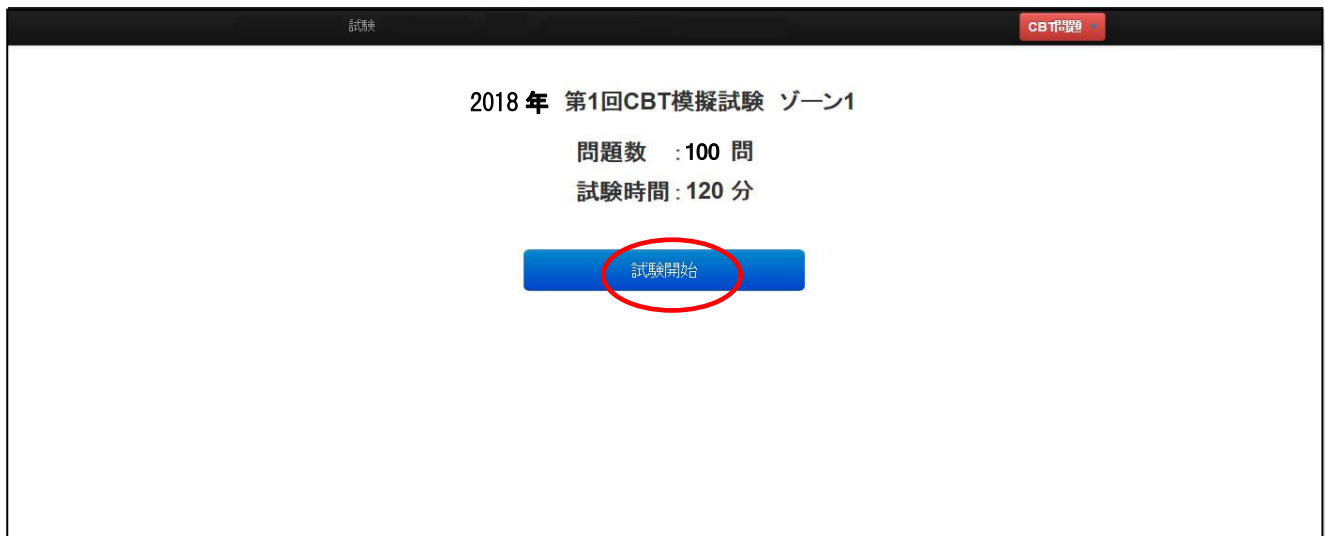 試験 CBT問題
2018 年 第1回CBT模擬試験 ゾーン1
問題数 : 100 問
試験時間 : 120 分
試験開始